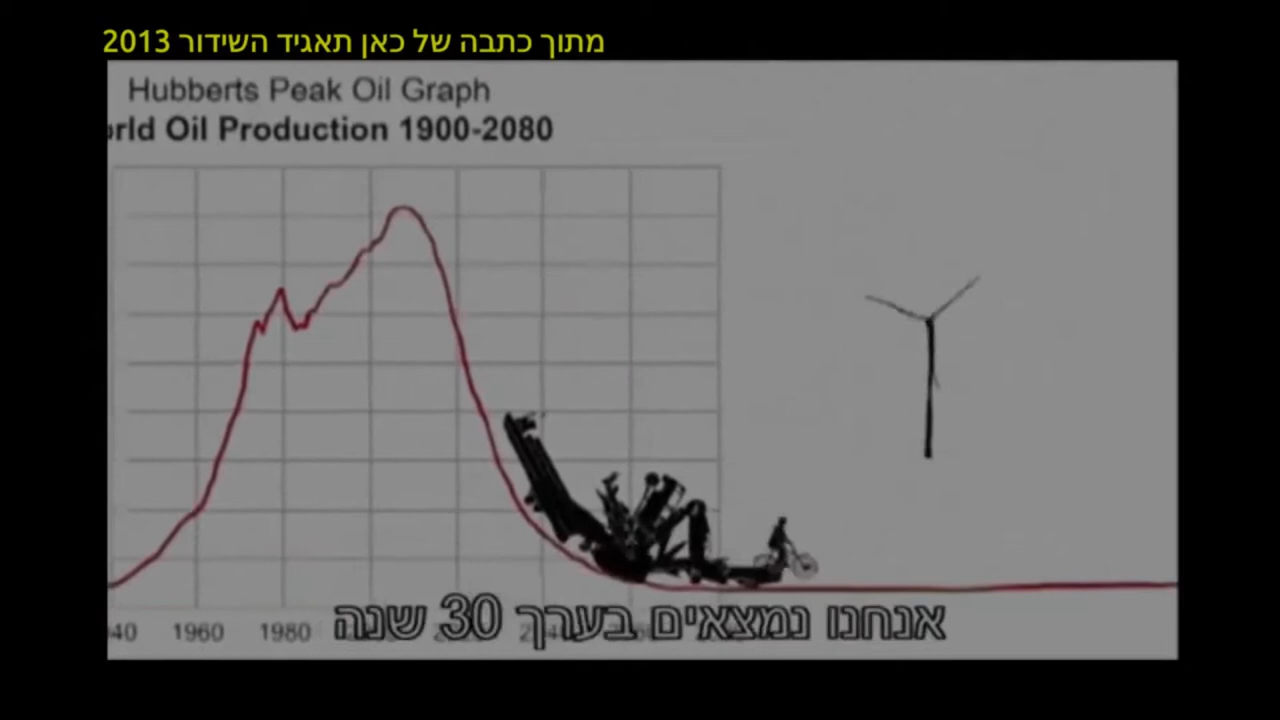 מתוך כתבה של כאן תאגיד השידור 2013
Hubberts Peak Oil Graph
Oil Production 1900-2080
1960 1980
אנחנו נמצאים בערך 30 שנה